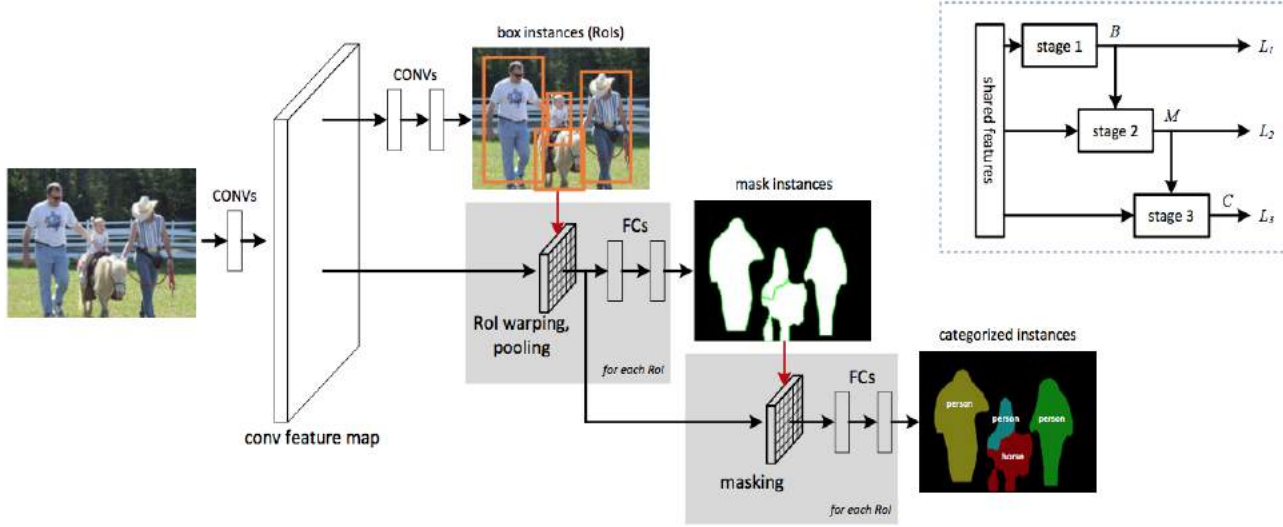 box instances (RoIs)
CONVs
CONVs
conv feature map
mask instances
FCs
RoI warping,
pooling
for each RoI
categorized instances
FCs
masking
for each RoI
person
person
person
horse
shared features
stage 1
B
L1
stage 2
M
L2
stage 3
C
L3